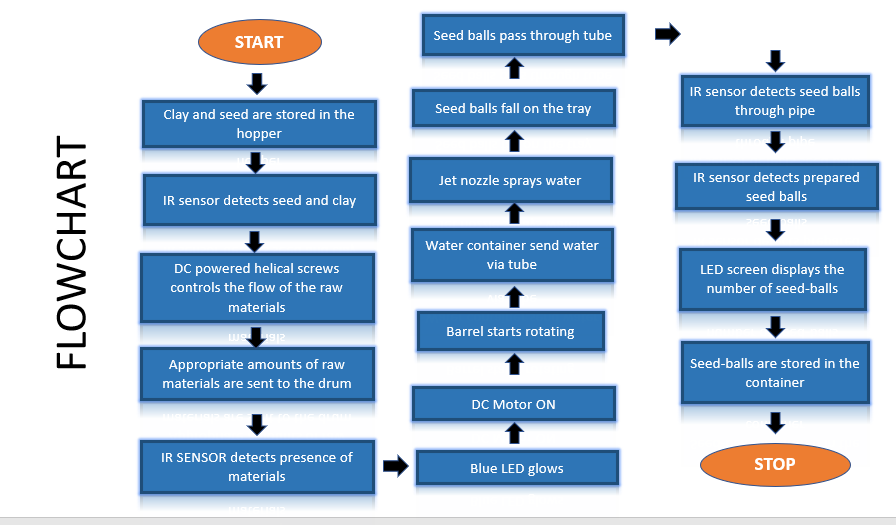 FLOWCHART
START
Clay and seed are stored in the
hopper
IR sensor detects seed and clay
DC powered helical screws
controls the flow of the raw
materials
Appropriate amounts of raw
materials are sent to the drum
IR SENSOR detects presence of
materials
Blue LED glows
DC Motor ON
Barrel starts rotating
Water container send water
via tube
Jet nozzle sprays water
Seed balls fall on the tray
Seed balls pass through tube
IR sensor detects seed balls
through pipe
IR sensor detects prepared
seed balls
LED screen displays the
number of seed-balls
Seed-balls are stored in the
container
STOP